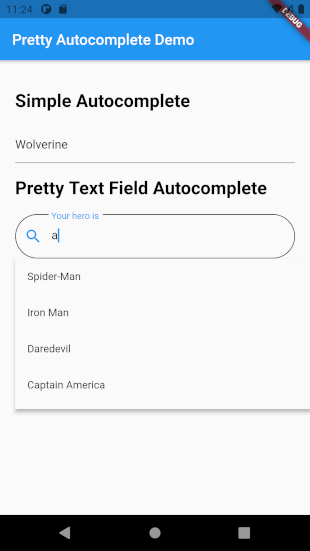 11:24
DEBUG
Pretty Autocomplete Demo
Simple Autocomplete
Wolverine
Pretty Text Field Autocomplete
Your hero is
a
Spider-Man
Iron Man
Daredevil
Captain America